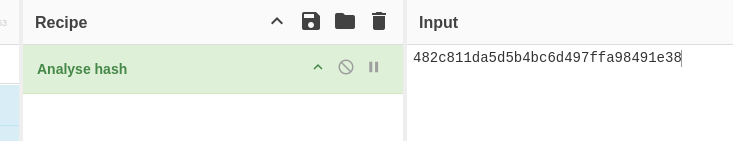 Recipe
Input
Analyse hash
482c811da5d5b4bc6d497ffa98491e38